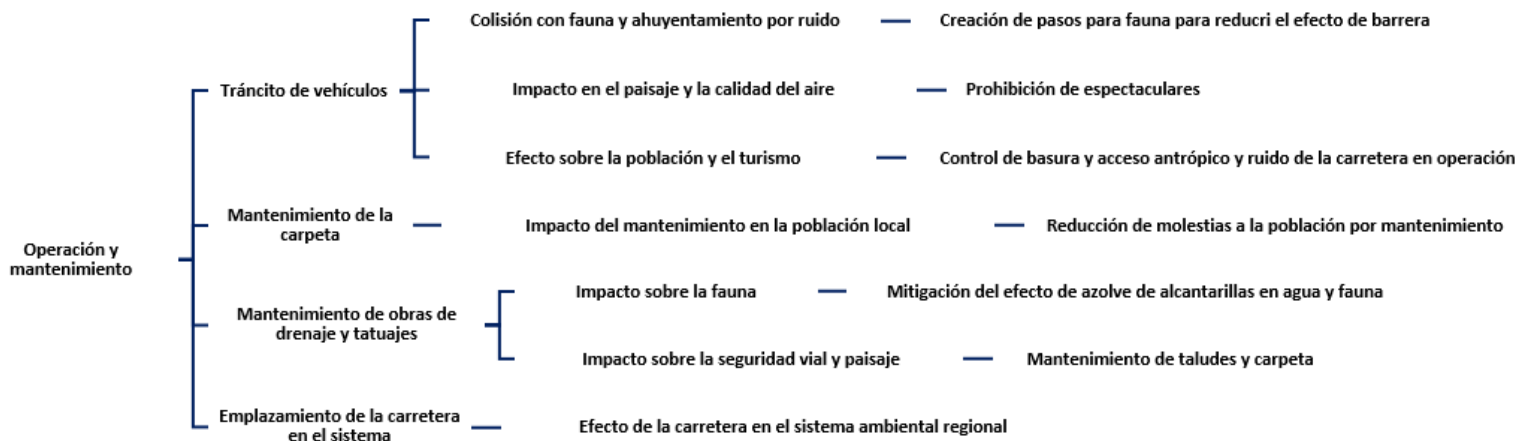 Colisión con fauna y ahuyentamiento por ruido
Creación de pasos para fauna para reducri el efecto de barrera
Tráncito de vehículos
Impacto en el paisaje y la calidad del aire
Prohibición de espectaculares
Efecto sobre la población y el turismo
Control de basura y acceso antrópico y ruido de la carretera en operación
Mantenimiento de la
carpeta
Impacto del mantenimiento en la población local
Reducción de molestias a la población por mantenimiento
Operación y
mantenimiento
Impacto sobre la fauna
Mitigación del efecto de azolve de alcantarillas en agua y fauna
Mantenimiento de obras de
drenaje y tatuajes
Impacto sobre la seguridad vial y paisaje
Mantenimiento de taludes y carpeta
Emplazamiento de la carretera
en el sistema
Efecto de la carretera en el sistema ambiental regional